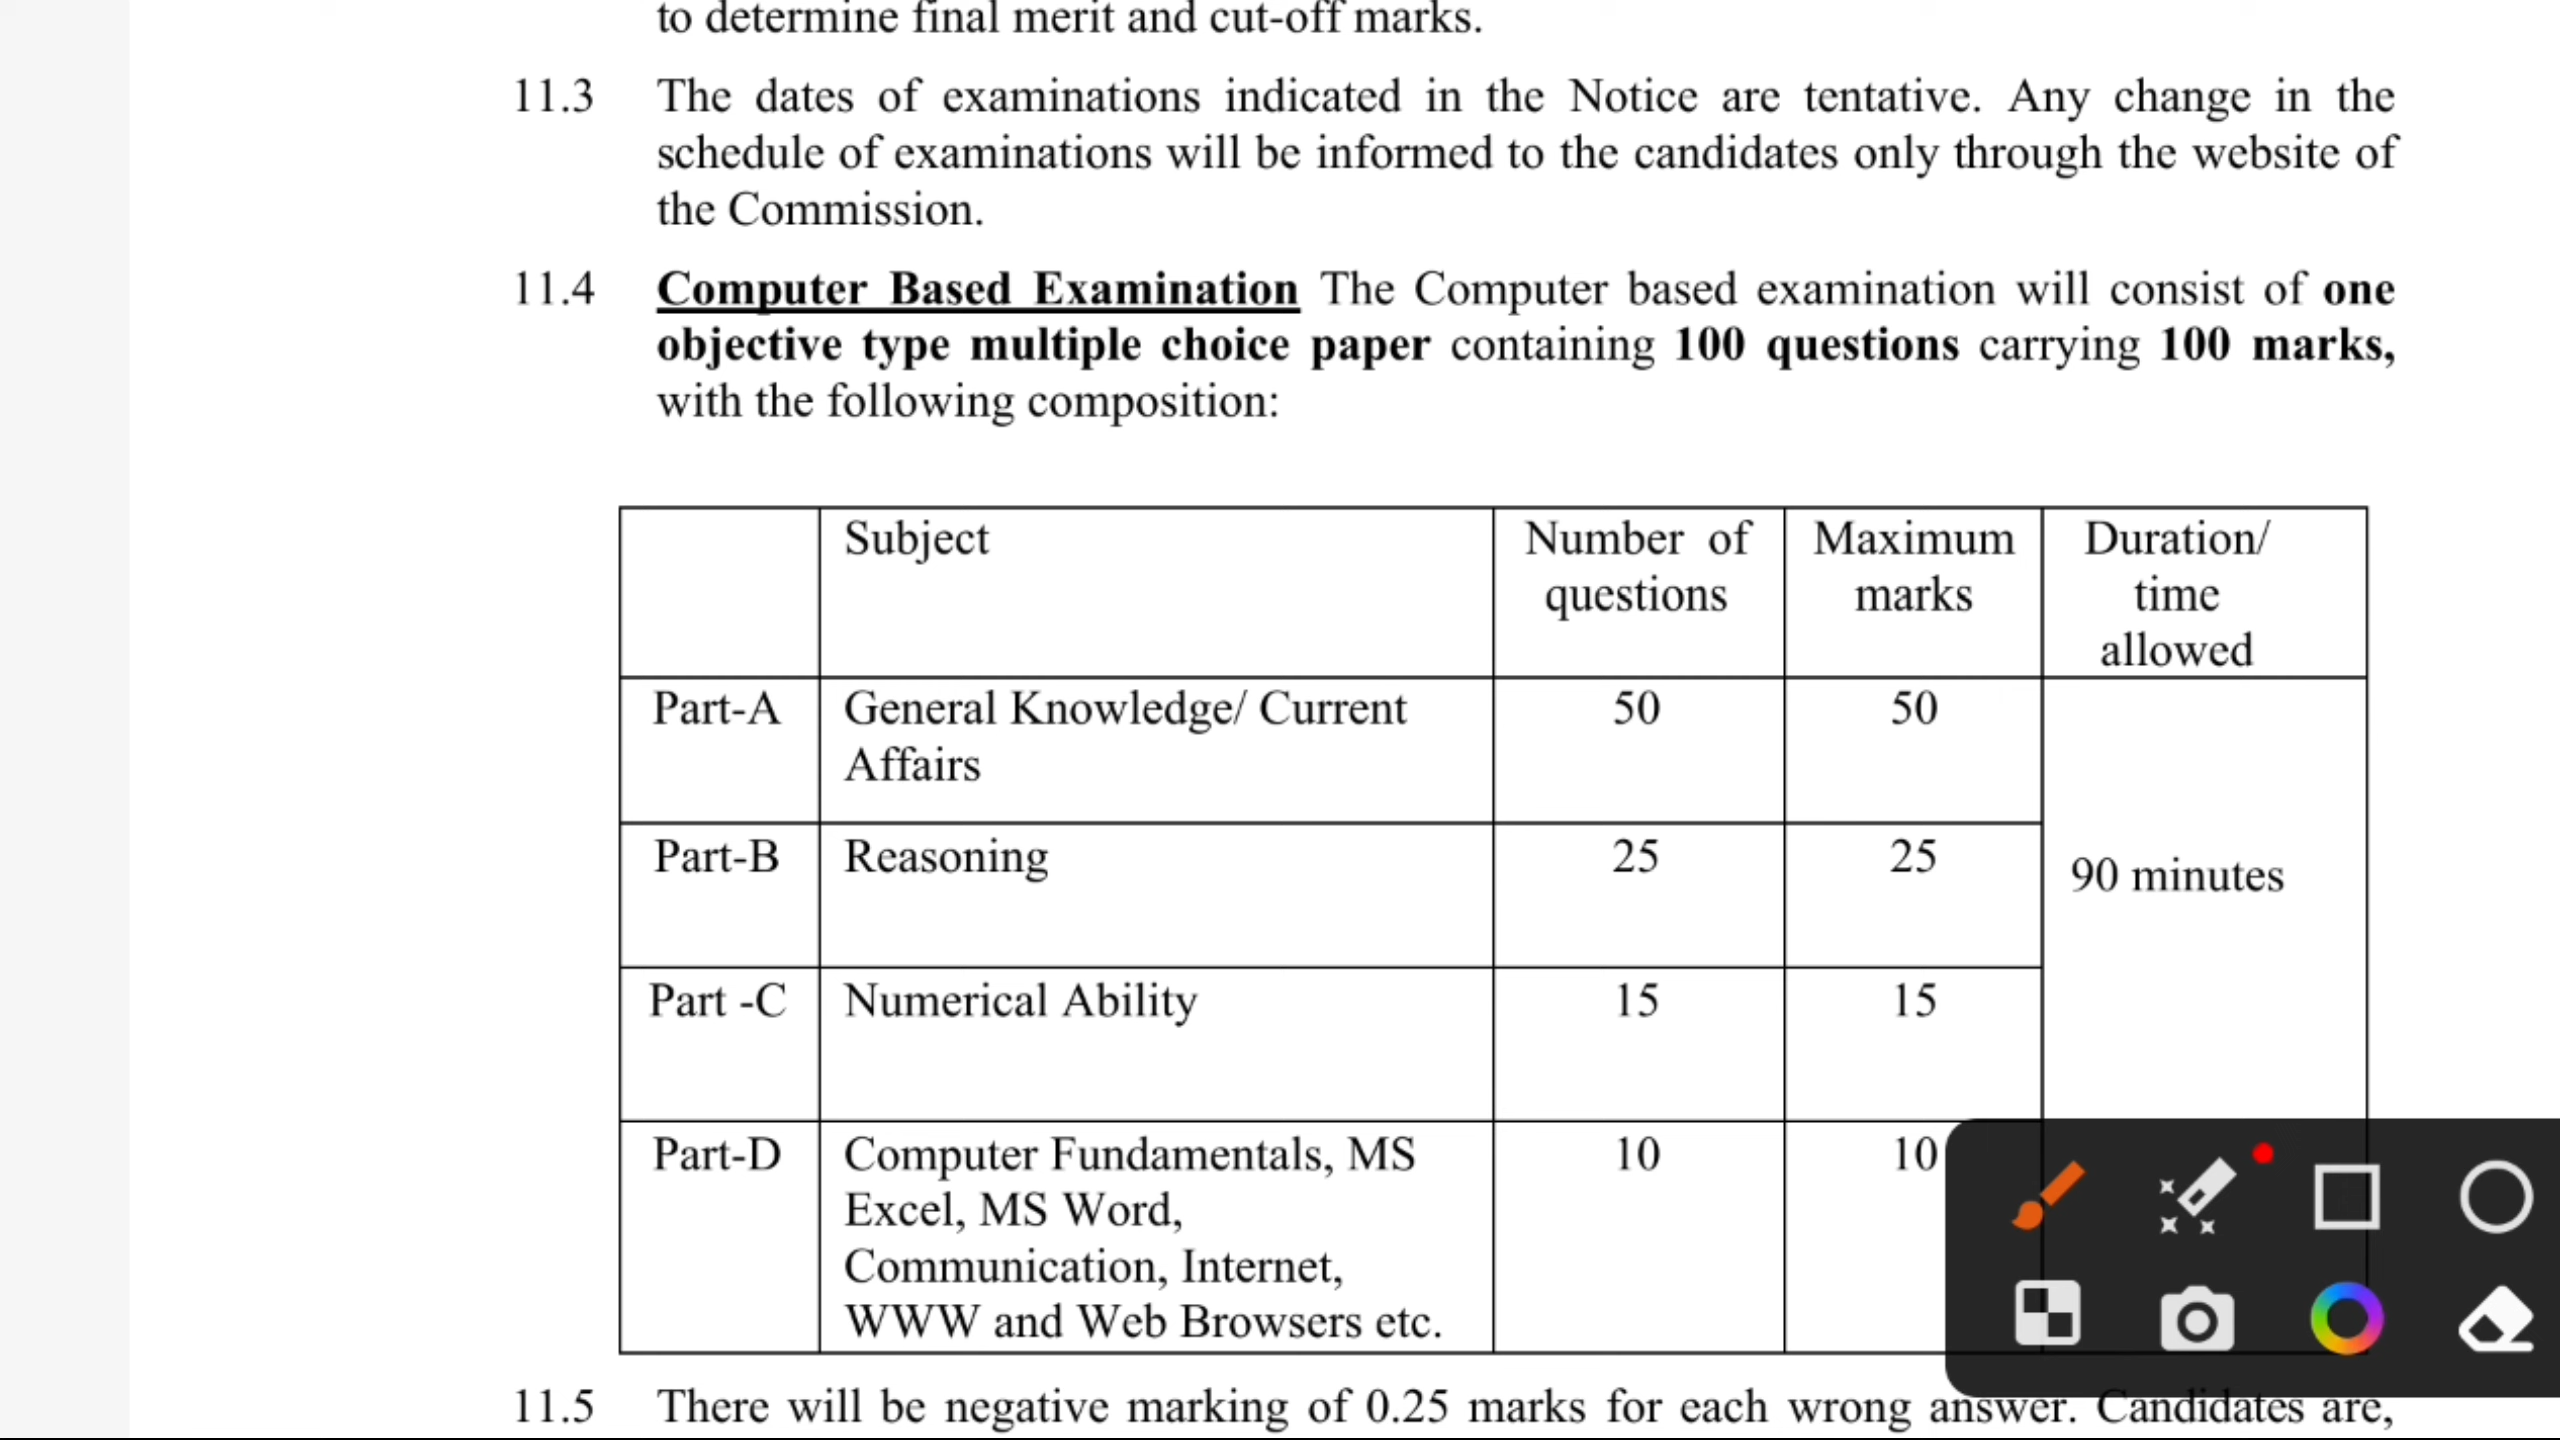 to determine final merit and cut-off marks.
11.3 The dates of examinations indicated in the Notice are tentative. Any change in the
schedule of examinations will be informed to the candidates only through the website of
the Commission.
11.4 Computer Based Examination The Computer based examination will consist of one
objective type multiple choice paper containing 100 questions carrying 100 marks,
with the following composition:
Subject Number of questions Maximum marks Duration/ time allowed
Part-A General Knowledge/ Current 50 50
Affairs
Part-B Reasoning 25 25 90 minutes
Part -C Numerical Ability 15 15
Part-D Computer Fundamentals, MS 10 10
Excel, MS Word,
Communication, Internet,
WWW and Web Browsers etc.
11.5 There will be negative marking of 0.25 marks for each wrong answer. Candidates are,